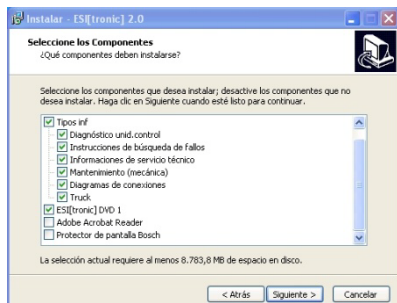 Instalar - ESI[tronic] 2.0
Seleccione los Componentes
¿Qué componentes deben instalarse?
Seleccione los componentes que desea instalar; desactive los componentes que no
desea instalar. Haga clic en Siguiente cuando esté listo para continuar.
Tipos inf
Diagnóstico unid.control
Instrucciones de búsqueda de fallos
Informaciones de servicio técnico
Mantenimiento (mecánica)
Diagramas de conexiones
Truck
ESI[tronic] DVD 1
Adobe Acrobat Reader
Protector de pantalla Bosch
La selección actual requiere al menos 8.783,8 MB de espacio en disco.
< Atrás Siguiente > Cancelar